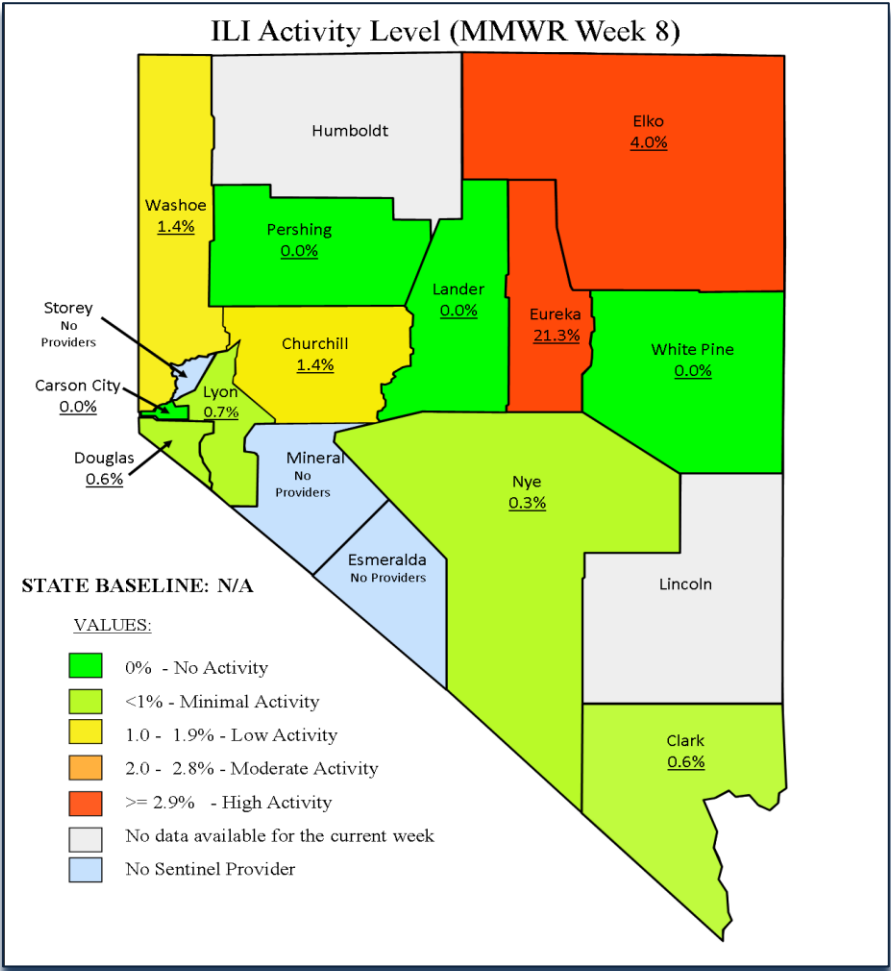 ILI Activity Level (MMWR Week 8)
Humboldt
Elko
4.0%
Washoe
1.4%
Pershing
0.0%
Lander
0.0%
Eureka
21.3%
Storey
No
Providers
Churchill
1.4%
White Pine
0.0%
Carson City
0.0%
Lyon
0.7%
Douglas
0.6%
Mineral
No
Providers
Nye
0.3%
Esmeralda
No Providers
Lincoln
STATE BASELINE: N/A
VALUES:
0% - No Activity
<1% - Minimal Activity
1.0 - 1.9% - Low Activity
2.0 - 2.8% - Moderate Activity
>= 2.9% - High Activity
No data available for the current week
No Sentinel Provider
Clark
0.6%